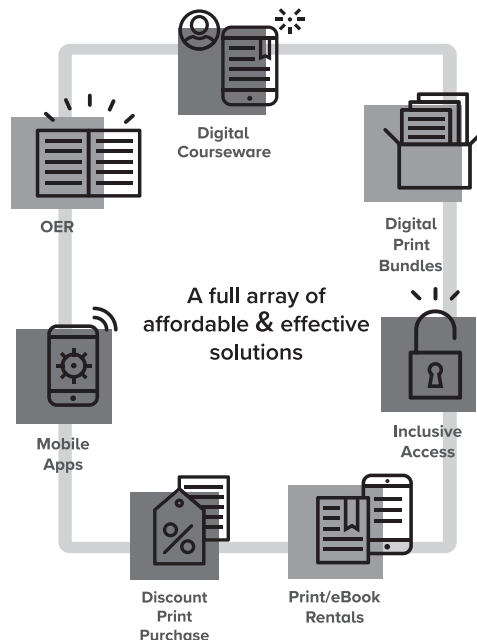 Digital
Courseware
OER
Digital
Print
Bundles
A full array of
affordable & effective
solutions
Mobile
Apps
Inclusive
Access
Discount
Print
Purchase
Print/eBook
Rentals